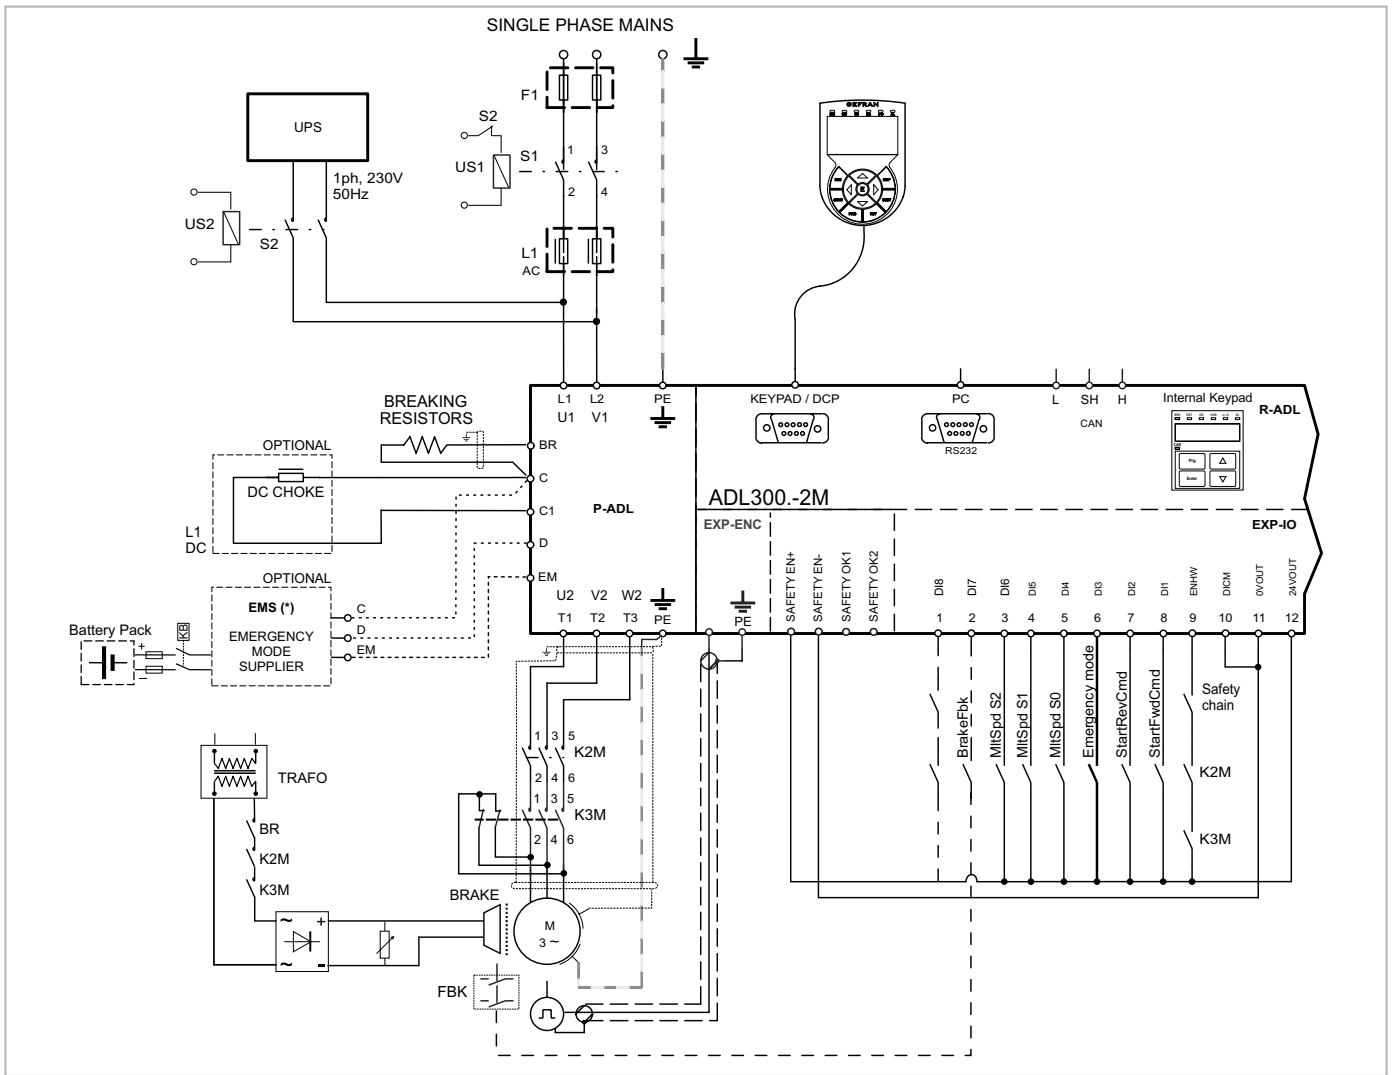 SINGLE PHASE MAINS
F1
UPS
S2
GEFRAN
US1
S1
1
3
2
4
1ph, 230V
50Hz
US2
S2
L1
AC
BREAKING
RESISTORS
L1
L2
PE
U1
V1
KEYPAD / DCP
PC
RS232
L
SH
H
CAN
Internal Keypad
R-ADL
Prg
Enter
OPTIONAL
DC CHOKE
L1
DC
BR
C
C1
D
EM
P-ADL
ADL300.-2M
EXP-ENC
EXP-IO
OPTIONAL
EMS (*)
EMERGENCY
MODE
SUPPLIER
C
D
EM
Battery Pack
+
−
KB
U2
V2
W2
T1
T2
T3
PE
PE
SAFETY EN+
SAFETY EN-
SAFETY OK1
SAFETY OK2
DI8
DI7
DI6
DI5
DI4
DI3
DI2
DI1
ENHW
DICM
0VOUT
24VOUT
1
2
3
4
5
6
7
8
9
10
11
12
BrakeFbk
MltSpd S2
MltSpd S1
MltSpd S0
Emergency mode
StartRevCmd
StartFwdCmd
Safety
chain
K2M
K3M
1
3
5
K2M
2
4
6
1
3
5
K3M
2
4
6
TRAFO
BR
K2M
K3M
~
+
~
-
BRAKE
M
3 ~
FBK